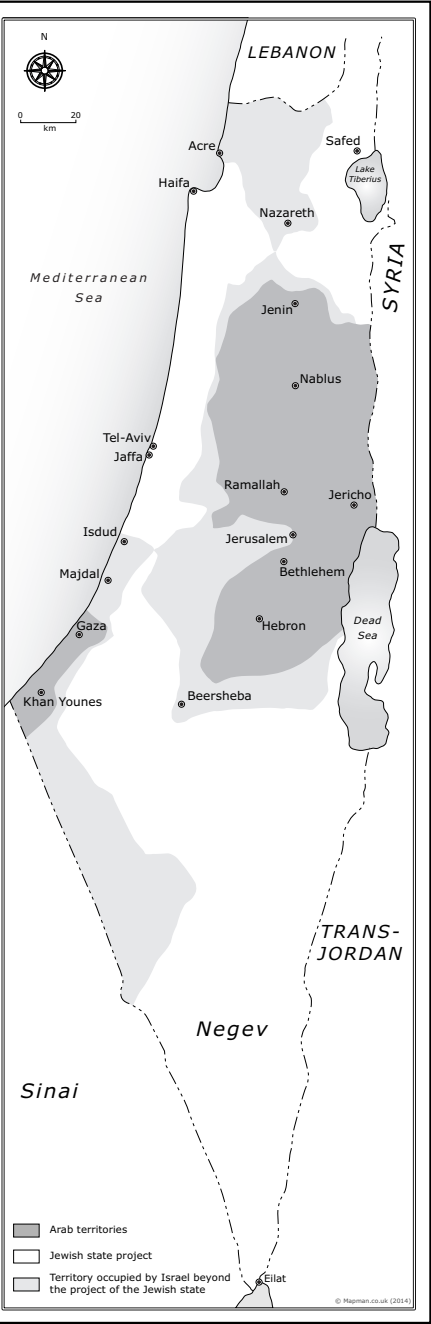 N
LEBANON
0 20
km
Acre
Safed
Lake
Tiberius
Haifa
Nazareth
Mediterranean
Sea
SYRIA
Jenin
Nablus
Tel-Aviv
Jaffa
Ramallah
Jericho
Isdud
Jerusalem
Majdal
Bethlehem
Gaza
Hebron
Dead
Sea
Khan Younes
Beersheba
TRANS-
JORDAN
Negev
Sinai
Arab territories
Jewish state project
Territory occupied by Israel beyond
the project of the Jewish state
Eilat
© Mapman.co.uk (2014)